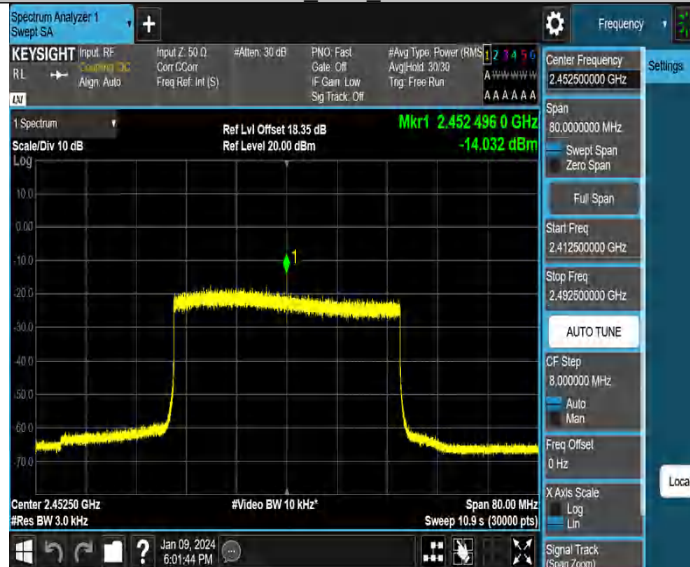 Spectrum Analyzer 1
Swept SA
Frequency
KEYSIGHT
Input: RF
Coupling: DC
Align: Auto
Input Z: 50 Ω
Corr CCorr
Freq Ref: Int (S)
#Atten: 30 dB
PNO: Fast
Gate: Off
IF Gain: Low
Sig Track: Off
#Avg Type: Power (RMS
Avg|Hold: 30/30
Trig: Free Run
1 2 3 4 5 6
A W W W W W
A A A A A A
R L
LXI
Center Frequency
2.452500000 GHz
Settings
1 Spectrum
Scale/Div 10 dB
Ref Lvl Offset 18.35 dB
Ref Level 20.00 dBm
Mkr1 2.452 496 0 GHz
-14.032 dBm
Span
80.0000000 MHz
Swept Span
Zero Span
Full Span
Start Freq
2.412500000 GHz
Stop Freq
2.492500000 GHz
AUTO TUNE
CF Step
8.000000 MHz
Auto
Man
Freq Offset
0 Hz
X Axis Scale
Log
Lin
Local
Signal Track
(Span Zoom)
Log
10.0
0.00
-10.0
-20.0
-30.0
-40.0
-50.0
-60.0
-70.0
1
Center 2.45250 GHz
#Res BW 3.0 kHz
#Video BW 10 kHz*
Span 80.00 MHz
Sweep 10.9 s (30000 pts)
?
Jan 09, 2024
6:01:44 PM